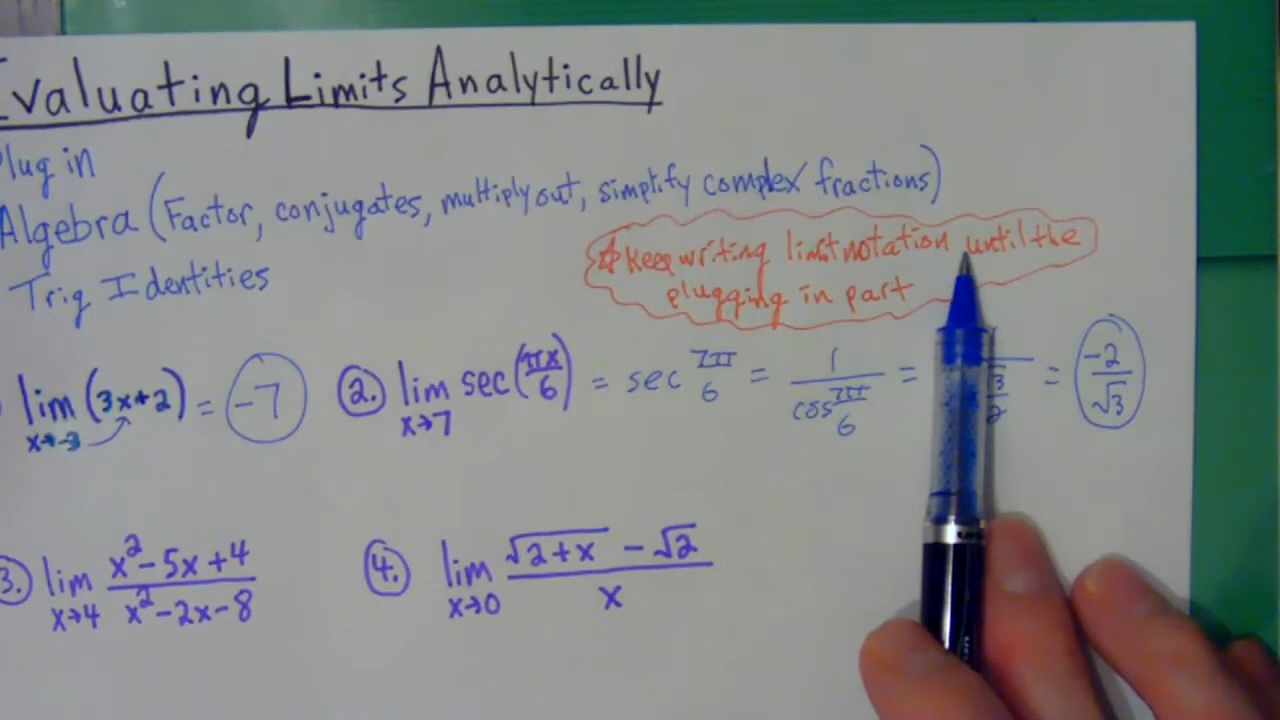 Evaluating Limits Analytically
Plug in
Algebra (Factor, conjugates, multiply out, simplify complex fractions)
Trig Identities
* Keep writing limit notation until the
plugging in part
lim x→-3 (3x+2) = -7
2. lim x→7 sec(πx/6) = sec 7π/6 = 1/(cos 7π/6) = = -2/√3
3. lim x→4 (x²-5x+4)/(x²-2x-8)
4. lim x→0 (√(2+x) - √2)/x